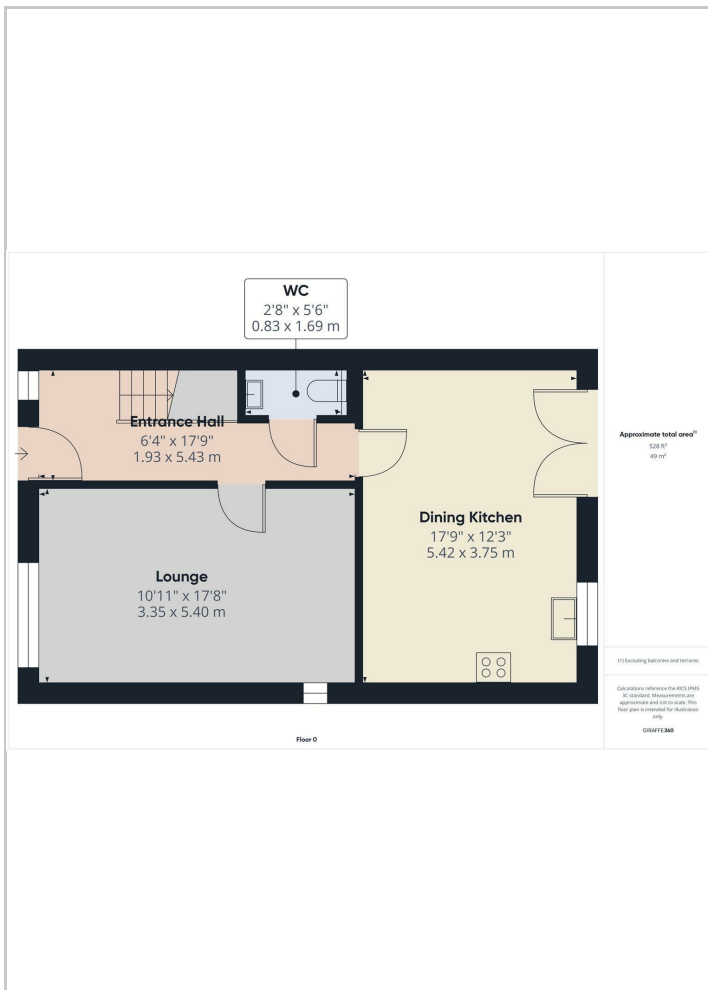 WC
2'8" x 5'6"
0.83 x 1.69 m
Entrance Hall
6'4" x 17'9"
1.93 x 5.43 m
Lounge
10'11" x 17'8"
3.35 x 5.40 m
Dining Kitchen
17'9" x 12'3"
5.42 x 3.75 m
Floor 0
Approximate total area⁽¹⁾
528 ft²
49 m²
(1) Excluding balconies and terraces
Calculations reference the RICS IPMS
3C standard. Measurements are
approximate and not to scale. This
floor plan is intended for illustration
only.
GIRAFFE360